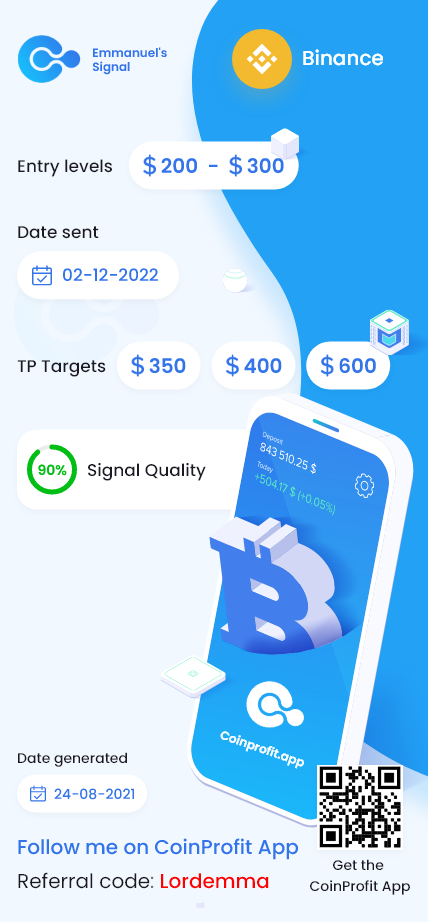 Emmanuel's
Signal
Binance
Entry levels $200 - $300
Date sent
02-12-2022
TP Targets $350 $400 $600
90% Signal Quality
Deposit
843 510.25 $
Today
+504.17 $ (+0.05%)
Coinprofit.app
Date generated
24-08-2021
Follow me on CoinProfit App
Referral code: Lordemma
Get the
CoinProfit App